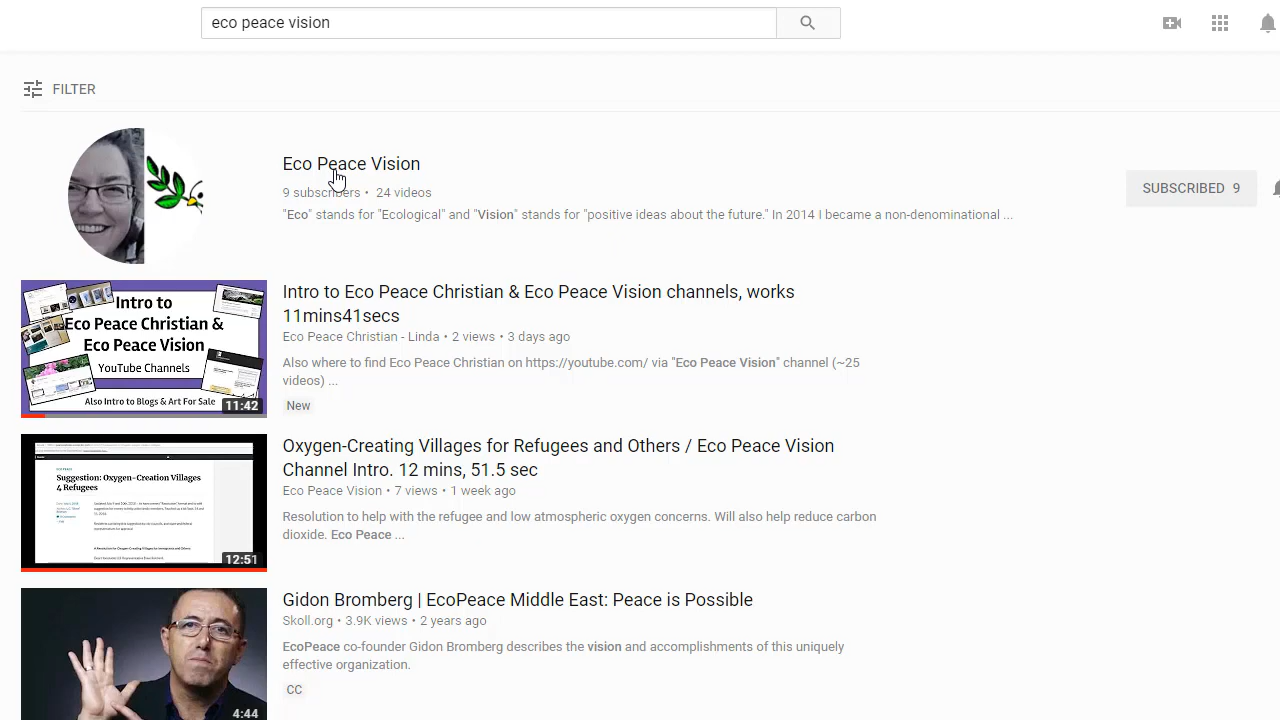 eco peace vision
FILTER
Eco Peace Vision
9 subscribers • 24 videos
"Eco" stands for "Ecological" and "Vision" stands for "positive ideas about the future." In 2014 I became a non-denominational ...
SUBSCRIBED 9
Intro to
Eco Peace Christian &
Eco Peace Vision
YouTube Channels
Also Intro to Blogs & Art For Sale
11:42
Intro to Eco Peace Christian & Eco Peace Vision channels, works
11mins41secs
Eco Peace Christian - Linda • 2 views • 3 days ago
Also where to find Eco Peace Christian on https://youtube.com/ via "Eco Peace Vision" channel (~25
videos) ...
New
Suggestion: Oxygen-Creation Villages
4 Refugees
12:51
Oxygen-Creating Villages for Refugees and Others / Eco Peace Vision
Channel Intro. 12 mins, 51.5 sec
Eco Peace Vision • 7 views • 1 week ago
Resolution to help with the refugee and low atmospheric oxygen concerns. Will also help reduce carbon
dioxide. Eco Peace ...
4:44
Gidon Bromberg | EcoPeace Middle East: Peace is Possible
Skoll.org • 3.9K views • 2 years ago
EcoPeace co-founder Gidon Bromberg describes the vision and accomplishments of this uniquely
effective organization.
CC